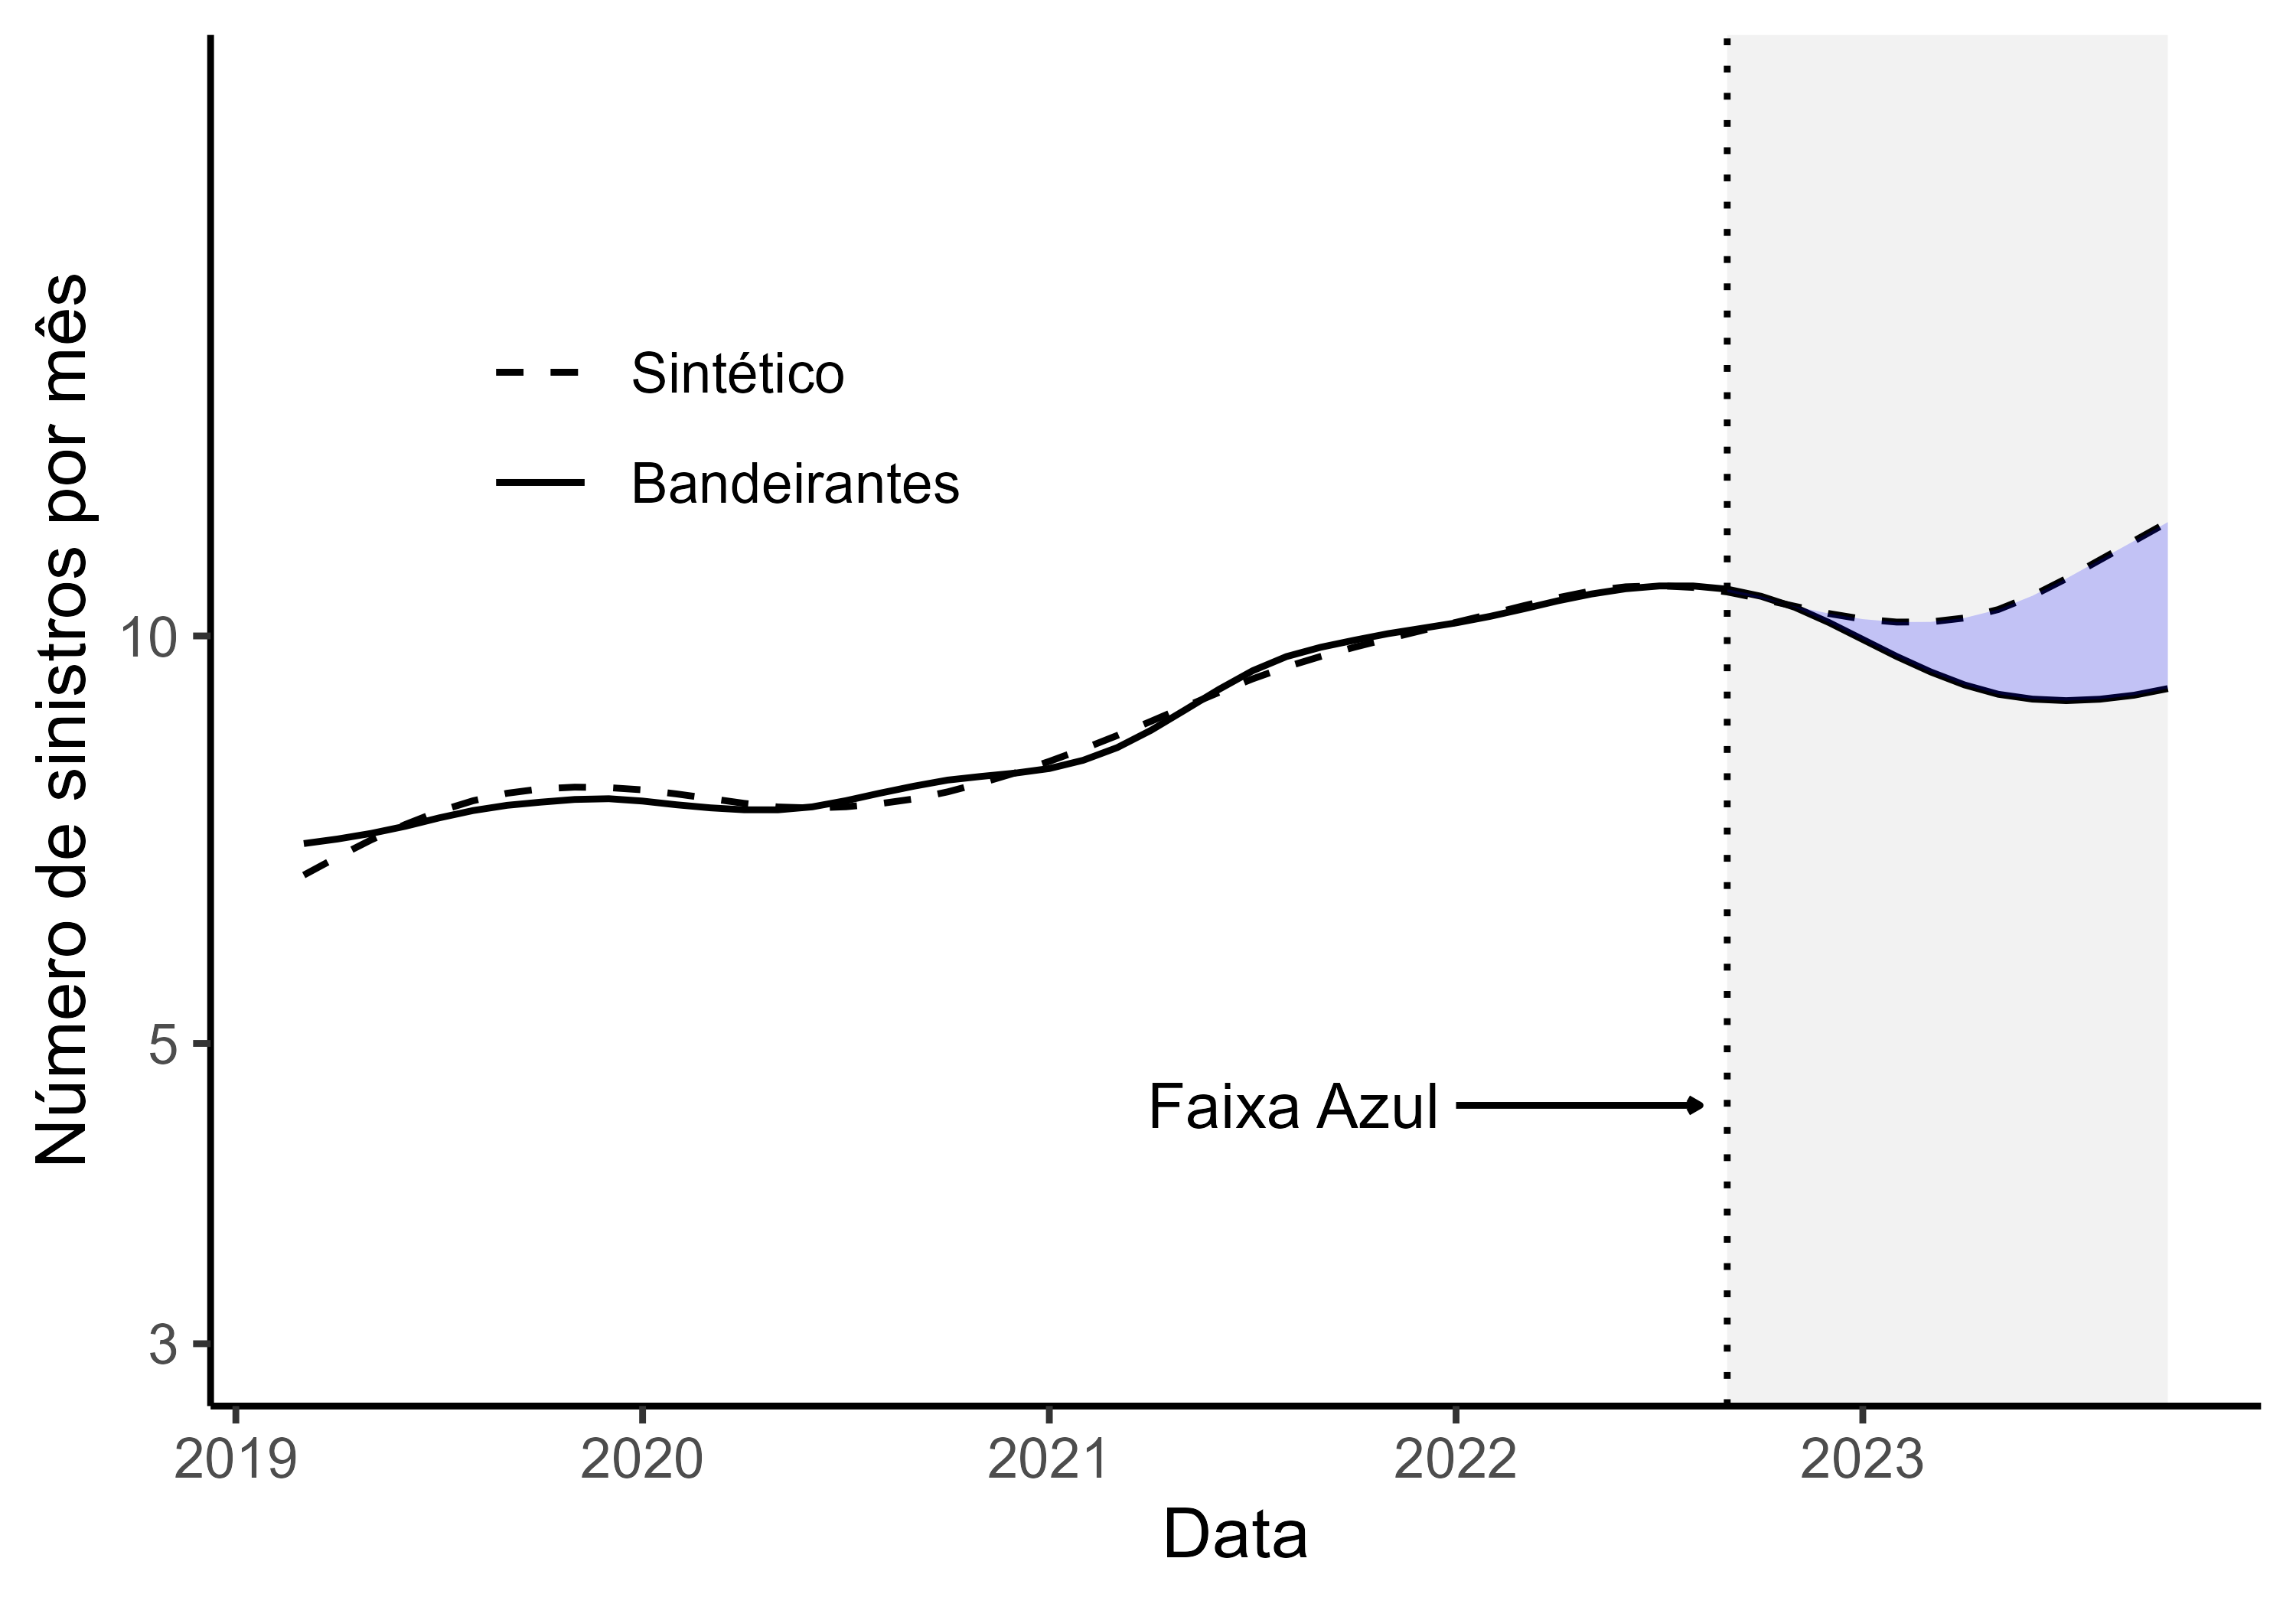 Número de sinistros por mês
Sintético
Bandeirantes
10
5
3
Faixa Azul
2019
2020
2021
2022
2023
Data